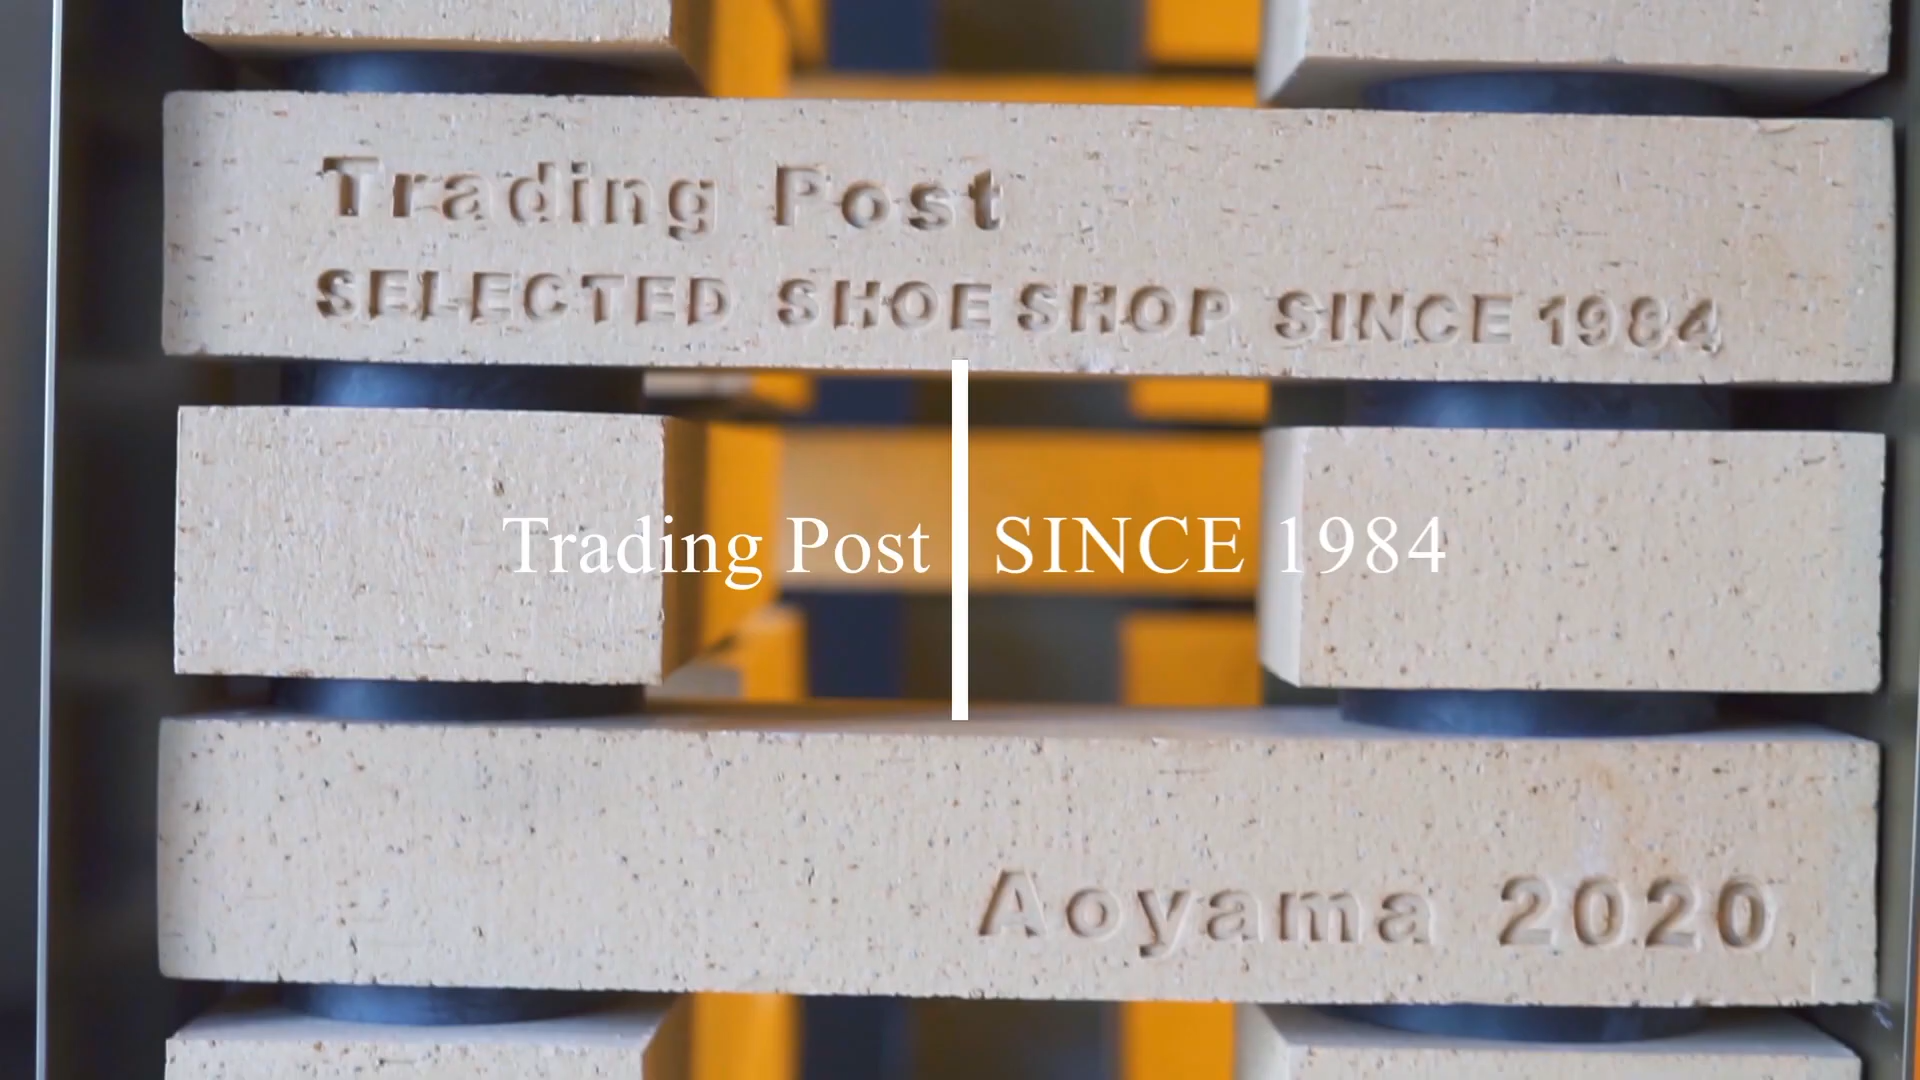 Trading Post
SELECTED SHOE SHOP SINCE 1984
Trading Post | SINCE 1984
Aoyama 2020